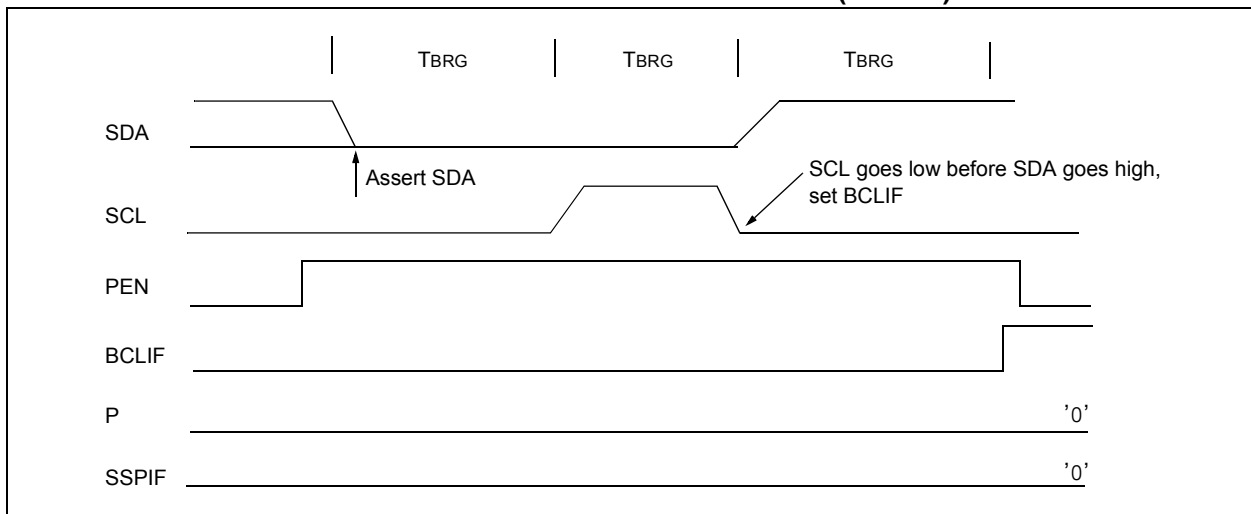 TBRG TBRG TBRG
SDA
Assert SDA
SCL goes low before SDA goes high,
set BCLIF
SCL
PEN
BCLIF
P '0'
SSPIF '0'